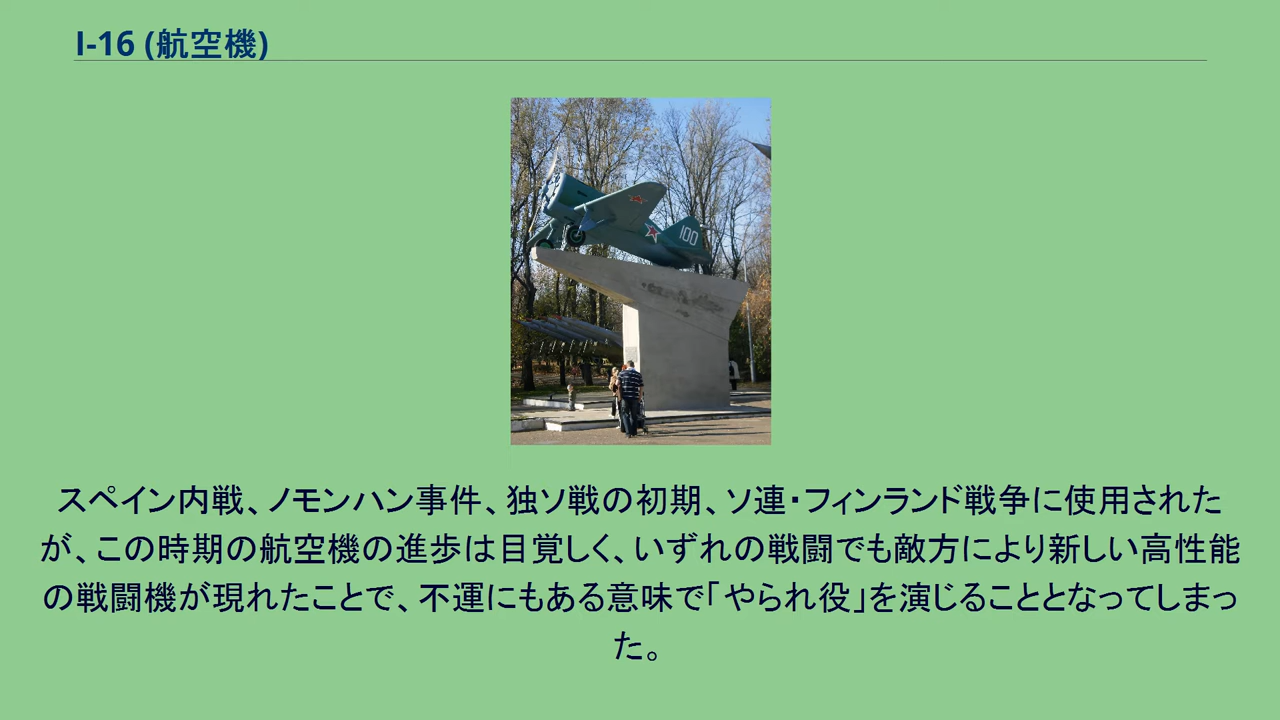 I-16 (航空機)
100
スペイン内戦、ノモンハン事件、独ソ戦の初期、ソ連・フィンランド戦争に使用された
が、この時期の航空機の進歩は目覚しく、いずれの戦闘でも敵方により新しい高性能
の戦闘機が現れたことで、不運にもある意味で「やられ役」を演じることとなってしまっ
た。